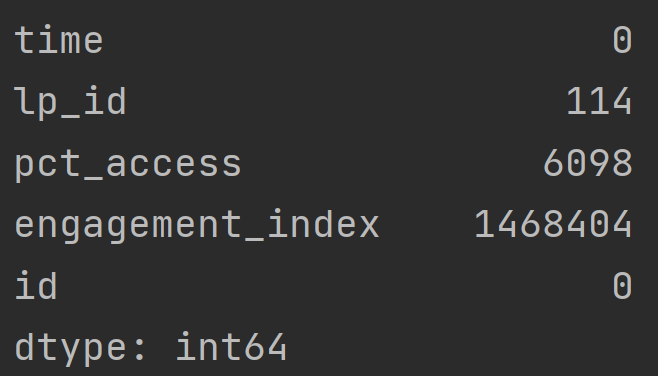 time 0
lp_id 114
pct_access 6098
engagement_index 1468404
id 0
dtype: int64